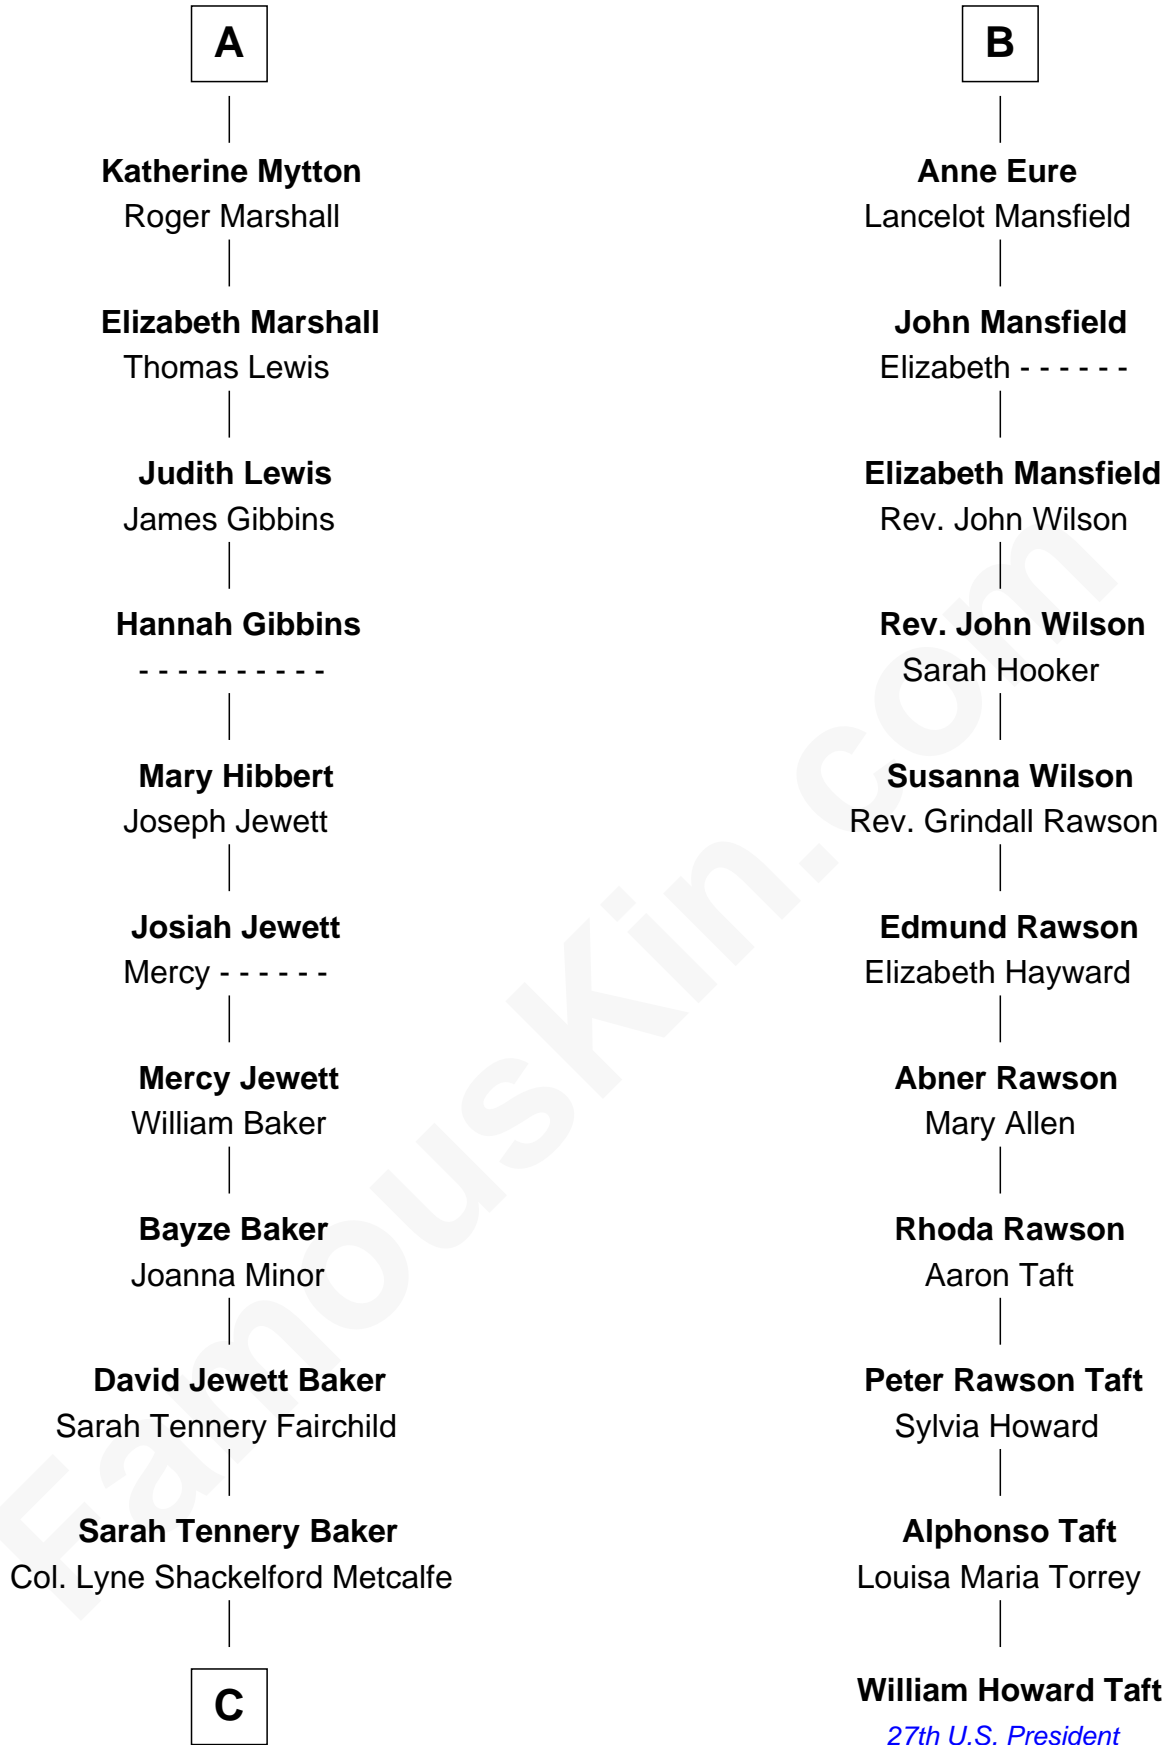 A
Katherine Mytton
Roger Marshall
Elizabeth Marshall
Thomas Lewis
Judith Lewis
James Gibbins
Hannah Gibbins
- - - - - - - - - -
Mary Hibbert
Joseph Jewett
Josiah Jewett
Mercy - - - - - -
Mercy Jewett
William Baker
Bayze Baker
Joanna Minor
David Jewett Baker
Sarah Tennery Fairchild
Sarah Tennery Baker
Col. Lyne Shackelford Metcalfe
C
B
Anne Eure
Lancelot Mansfield
John Mansfield
Elizabeth - - - - - -
Elizabeth Mansfield
Rev. John Wilson
Rev. John Wilson
Sarah Hooker
Susanna Wilson
Rev. Grindall Rawson
Edmund Rawson
Elizabeth Hayward
Abner Rawson
Mary Allen
Rhoda Rawson
Aaron Taft
Peter Rawson Taft
Sylvia Howard
Alphonso Taft
Louisa Maria Torrey
William Howard Taft
27th U.S. President
FamousKin.com